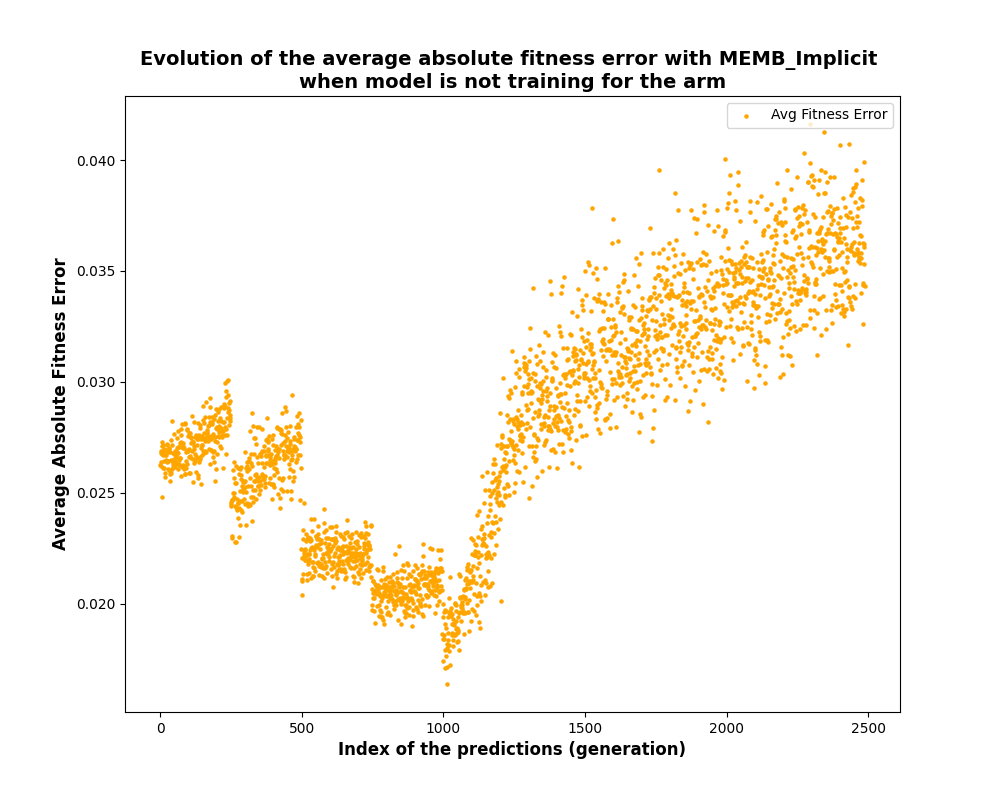 Evolution of the average absolute fitness error with MEMB_Implicit
when model is not training for the arm
Avg Fitness Error
0.040
0.035
0.030
0.025
0.020
Average Absolute Fitness Error
0
500
1000
1500
2000
2500
Index of the predictions (generation)